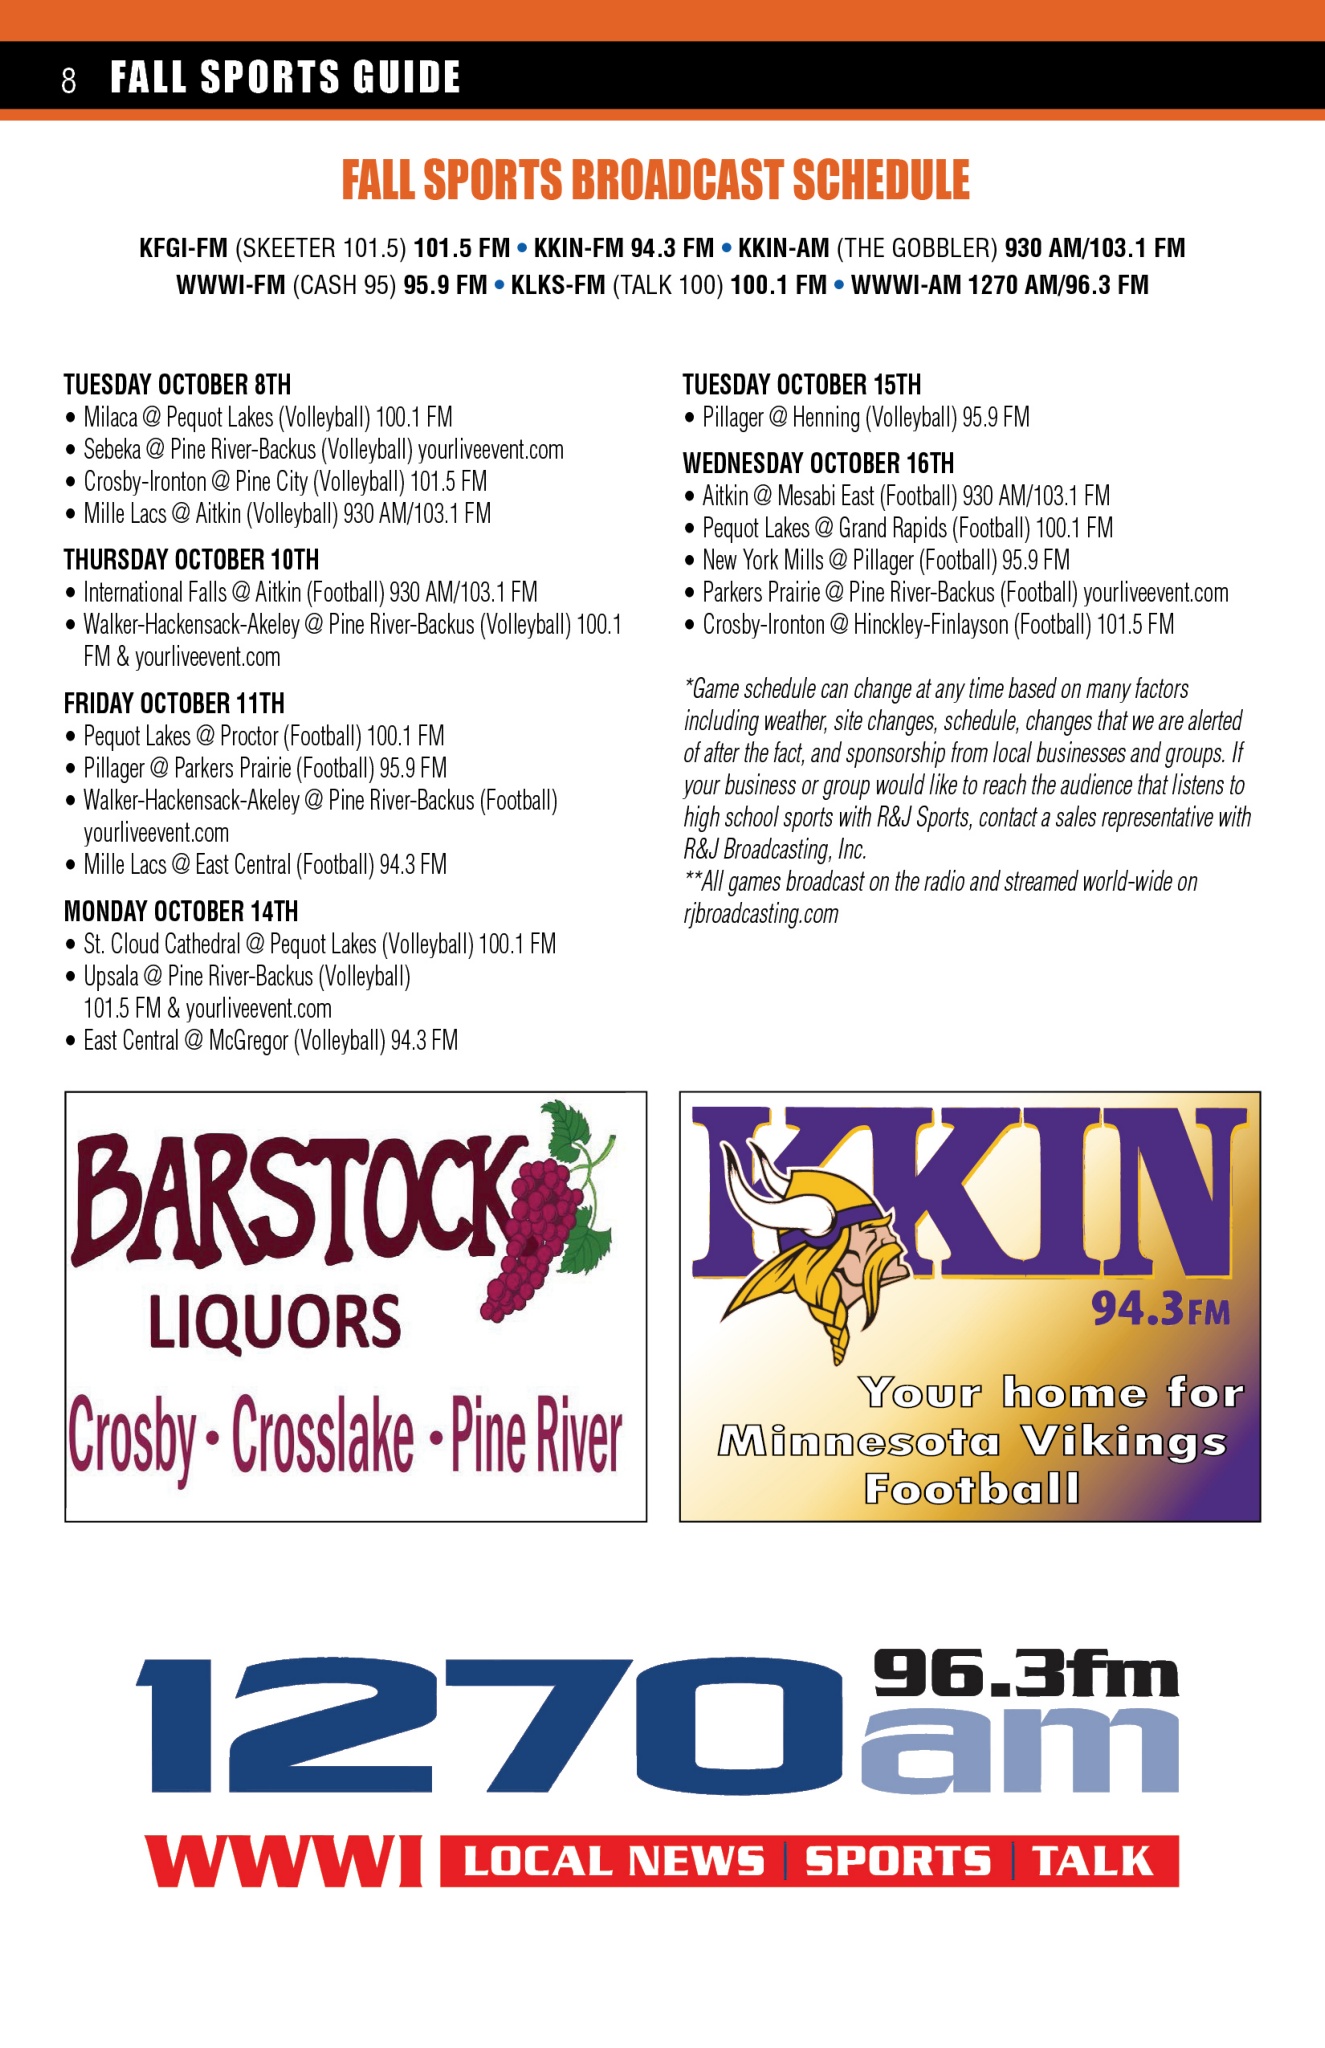 8 FALL SPORTS GUIDE
FALL SPORTS BROADCAST SCHEDULE
KFGI-FM (SKEETER 101.5) 101.5 FM • KKIN-FM 94.3 FM • KKIN-AM (THE GOBBLER) 930 AM/103.1 FM
WWWI-FM (CASH 95) 95.9 FM • KLKS-FM (TALK 100) 100.1 FM • WWWI-AM 1270 AM/96.3 FM
TUESDAY OCTOBER 8TH
• Milaca @ Pequot Lakes (Volleyball) 100.1 FM
• Sebeka @ Pine River-Backus (Volleyball) yourliveevent.com
• Crosby-Ironton @ Pine City (Volleyball) 101.5 FM
• Mille Lacs @ Aitkin (Volleyball) 930 AM/103.1 FM
THURSDAY OCTOBER 10TH
• International Falls @ Aitkin (Football) 930 AM/103.1 FM
• Walker-Hackensack-Akeley @ Pine River-Backus (Volleyball) 100.1
FM & yourliveevent.com
FRIDAY OCTOBER 11TH
• Pequot Lakes @ Proctor (Football) 100.1 FM
• Pillager @ Parkers Prairie (Football) 95.9 FM
• Walker-Hackensack-Akeley @ Pine River-Backus (Football)
yourliveevent.com
• Mille Lacs @ East Central (Football) 94.3 FM
MONDAY OCTOBER 14TH
• St. Cloud Cathedral @ Pequot Lakes (Volleyball) 100.1 FM
• Upsala @ Pine River-Backus (Volleyball)
101.5 FM & yourliveevent.com
• East Central @ McGregor (Volleyball) 94.3 FM
TUESDAY OCTOBER 15TH
• Pillager @ Henning (Volleyball) 95.9 FM
WEDNESDAY OCTOBER 16TH
• Aitkin @ Mesabi East (Football) 930 AM/103.1 FM
• Pequot Lakes @ Grand Rapids (Football) 100.1 FM
• New York Mills @ Pillager (Football) 95.9 FM
• Parkers Prairie @ Pine River-Backus (Football) yourliveevent.com
• Crosby-Ironton @ Hinckley-Finlayson (Football) 101.5 FM
*Game schedule can change at any time based on many factors
including weather, site changes, schedule, changes that we are alerted
of after the fact, and sponsorship from local businesses and groups. If
your business or group would like to reach the audience that listens to
high school sports with R&J Sports, contact a sales representative with
R&J Broadcasting, Inc.
**All games broadcast on the radio and streamed world-wide on
rjbroadcasting.com
BARSTOCK
LIQUORS
Crosby • Crosslake • Pine River
KKIN
94.3 FM
Your home for
Minnesota Vikings
Football
1270 am
96.3fm
WWWI LOCAL NEWS | SPORTS | TALK